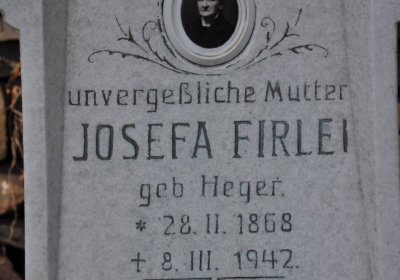 unvergeßliche Mutter
JOSEFA FIRLEI
geb Heger.
* 28. II. 1868
† 8. III. 1942.